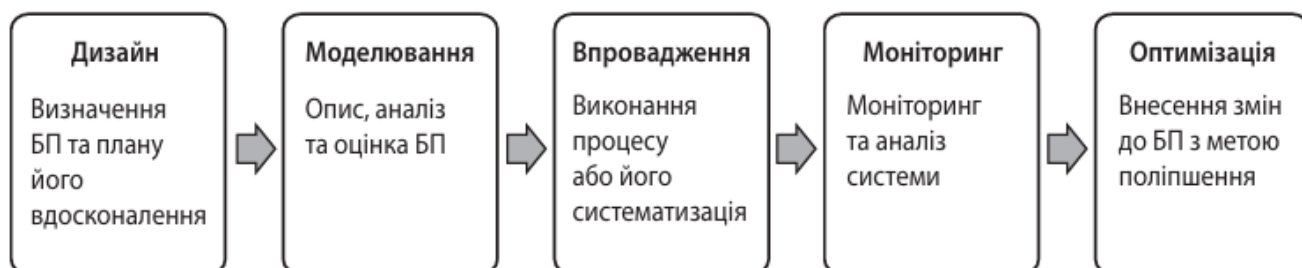 Дизайн
Визначення
БП та плану
його
вдосконалення
Моделювання
Опис, аналіз
та оцінка БП
Впровадження
Виконання
процесу
або його
систематизація
Моніторинг
Моніторинг
та аналіз
системи
Оптимізація
Внесення змін
до БП з метою
поліпшення